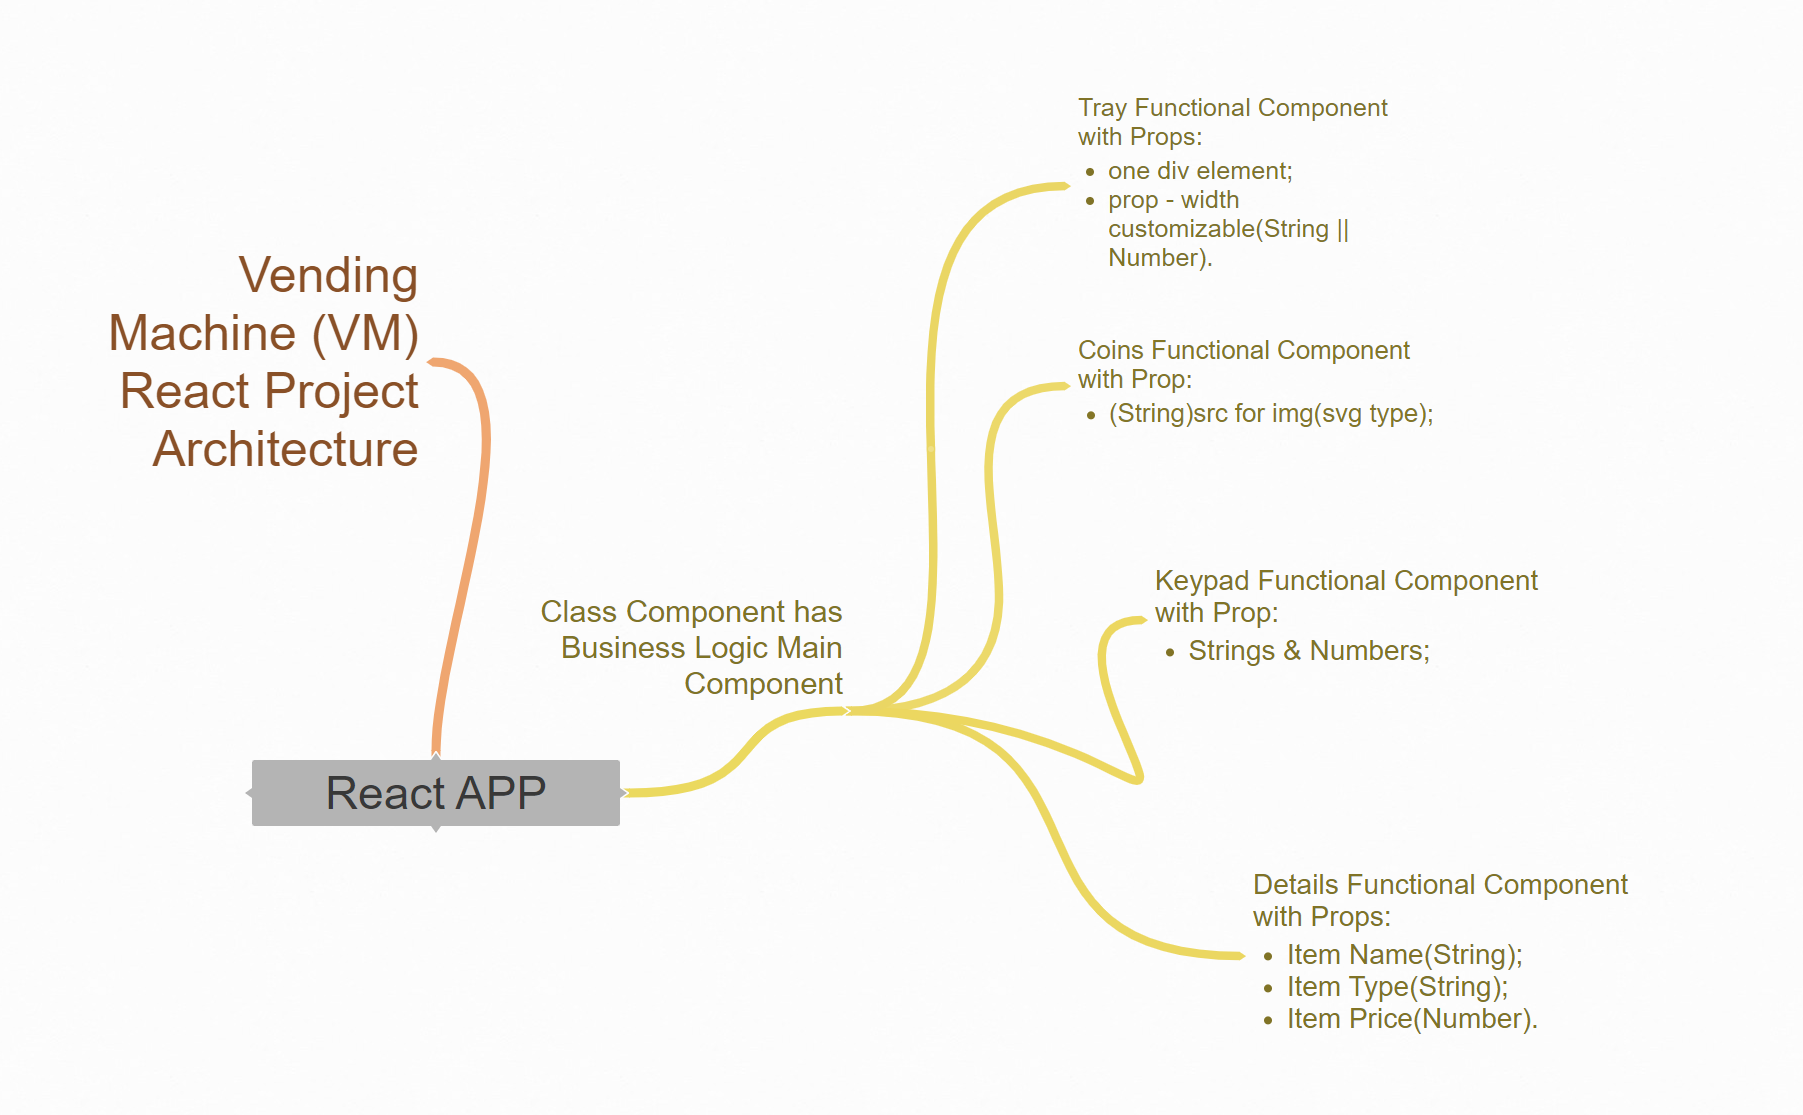 Vending
Machine (VM)
React Project
Architecture
React APP
Class Component has
Business Logic Main
Component
Tray Functional Component
with Props:
• one div element;
• prop - width
customizable(String ||
Number).
Coins Functional Component
with Prop:
• (String)src for img(svg type);
Keypad Functional Component
with Prop:
• Strings & Numbers;
Details Functional Component
with Props:
• Item Name(String);
• Item Type(String);
• Item Price(Number).